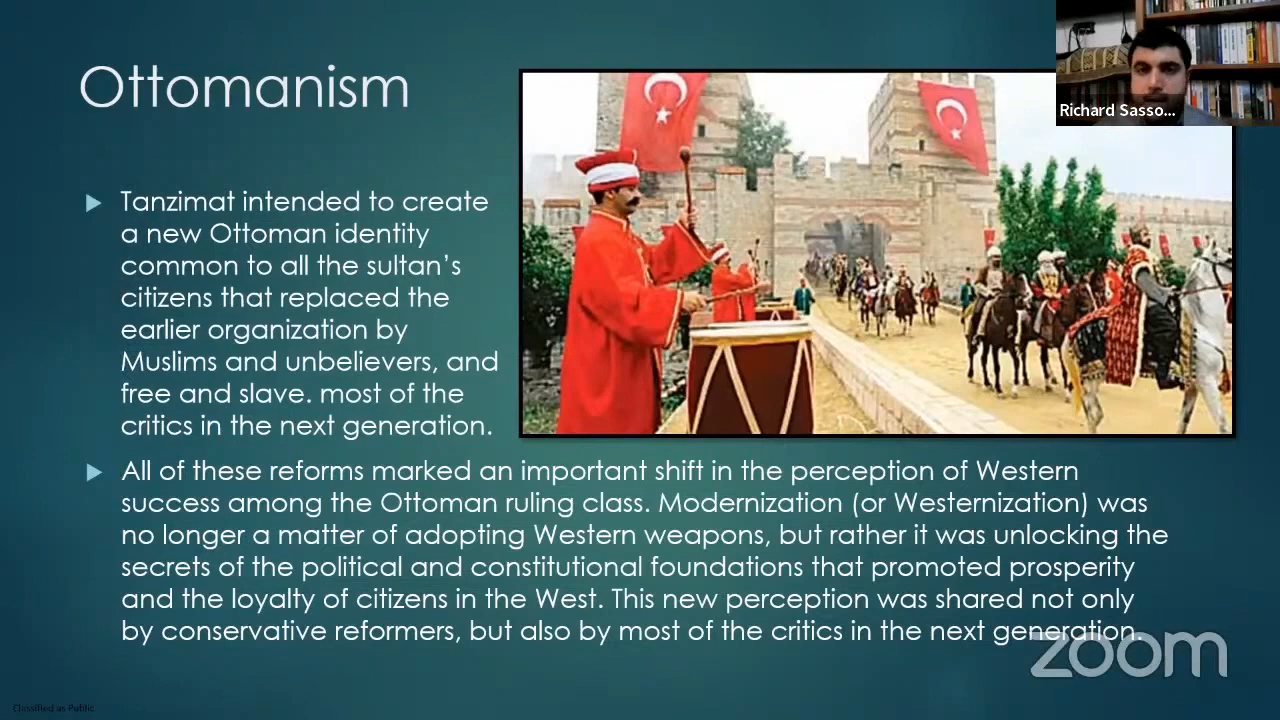 Ottomanism
Richard Sasso...
Tanzimat intended to create
a new Ottoman identity
common to all the sultan’s
citizens that replaced the
earlier organization by
Muslims and unbelievers, and
free and slave. most of the
critics in the next generation.
All of these reforms marked an important shift in the perception of Western
success among the Ottoman ruling class. Modernization (or Westernization) was
no longer a matter of adopting Western weapons, but rather it was unlocking the
secrets of the political and constitutional foundations that promoted prosperity
and the loyalty of citizens in the West. This new perception was shared not only
by conservative reformers, but also by most of the critics in the next generation.
zoom
Classified as Public